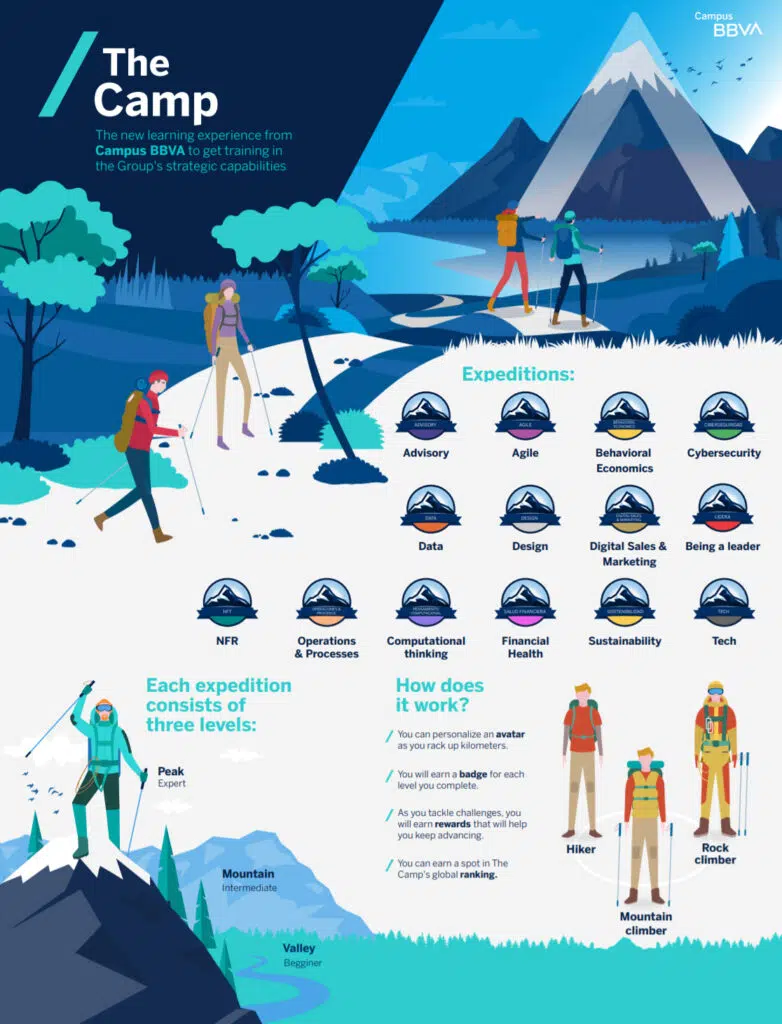 Campus
BBVA
The
Camp
The new learning experience from
Campus BBVA to get training in
the Group's strategic capabilities
Expeditions:
ADVISORY
AGILE
BEHAVIORAL
ECONOMICS
CYBERSEGURIDAD
Advisory
Agile
Behavioral
Economics
Cybersecurity
DATA
DESIGN
DIGITAL SALES
& MARKETING
LIDERA
Data
Design
Digital Sales &
Marketing
Being a leader
OPERACIONES &
PROCESOS
PENSAMIENTO
COMPUTACIONAL
SALUD FINANCIERA
SOSTENIBILIDAD
TECH
NFR
Operations
& Processes
Computational
thinking
Financial
Health
Sustainability
Tech
Each expedition
consists of
three levels:
Peak
Expert
Mountain
Intermediate
Valley
Begginer
How does
it work?
You can personalize an avatar
as you rack up kilometers.
You will earn a badge for each
level you complete.
As you tackle challenges, you
will earn rewards that will help
you keep advancing.
You can earn a spot in The
Camp's global ranking.
Hiker
Mountain
climber
Rock
climber